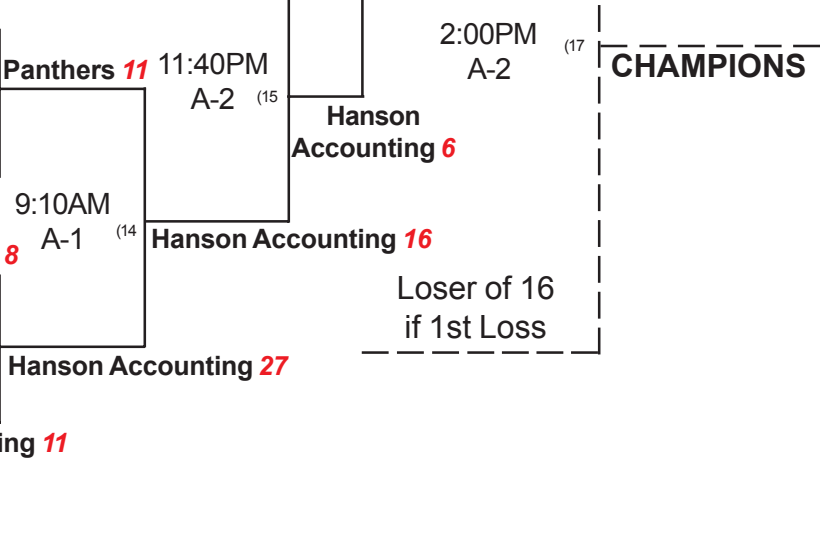 2:00PM
A-2
(17
CHAMPIONS
Panthers 11
11:40PM
A-2
(15
Hanson
Accounting 6
9:10AM
A-1
(14
8
Hanson Accounting 16
Loser of 16
if 1st Loss
Hanson Accounting 27
ing 11